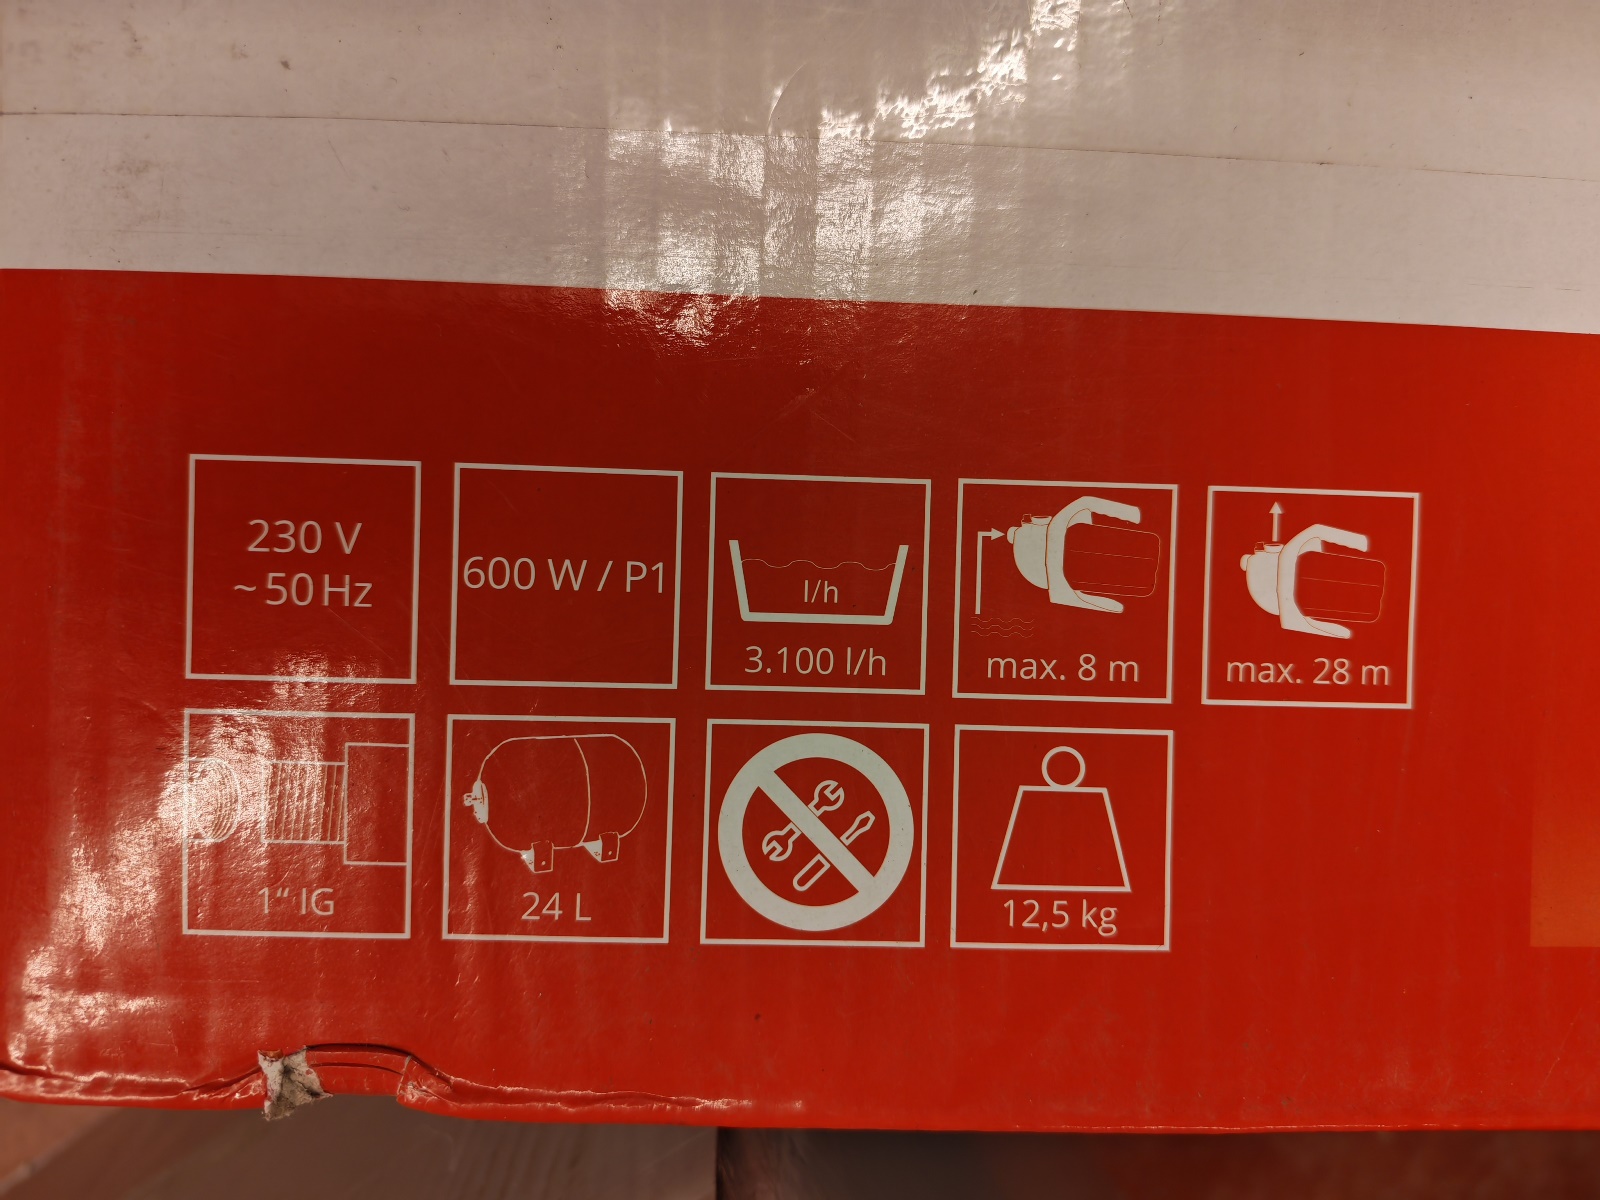 230 V
~ 50 Hz
600 W / P1
l/h
3.100 l/h
max. 8 m
max. 28 m
1“ IG
24 L
12,5 kg